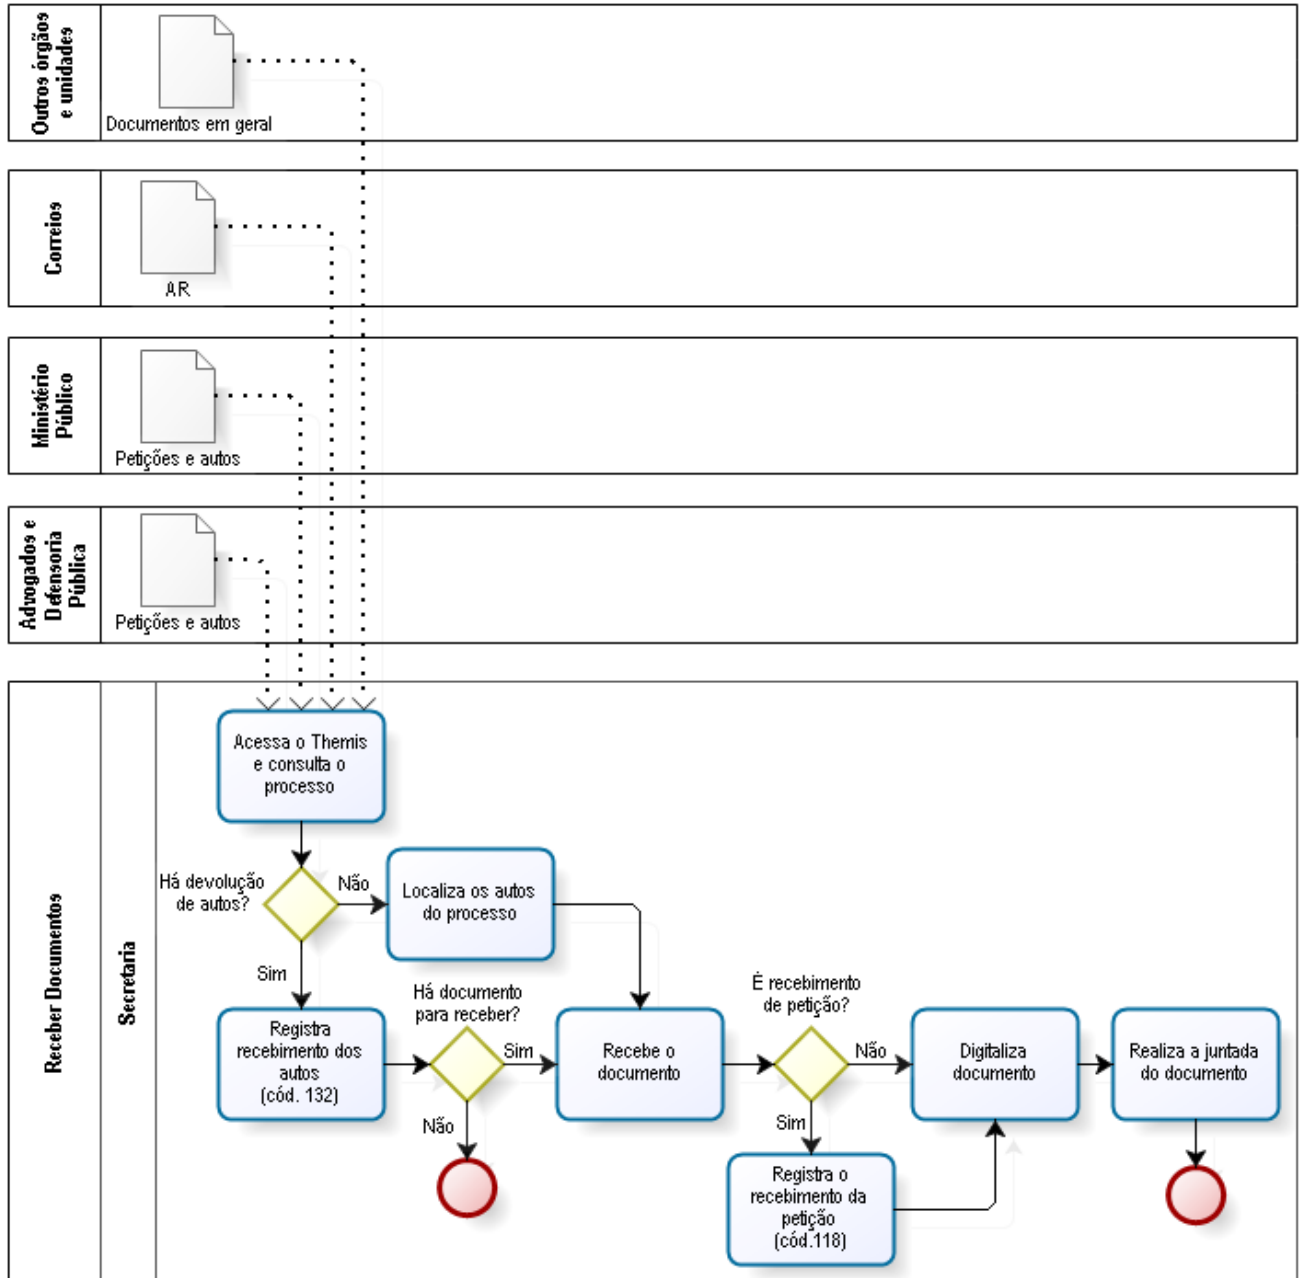 Outros órgãos
e unidades
Documentos em geral
Correios
AR
Ministério
Público
Petições e autos
Advogados e
Defensoria
Pública
Petições e autos
Receber Documentos
Secretaria
Acessa o Themis
e consulta o
processo
Há devolução
de autos?
Não
Localiza os autos
do processo
Sim
Registra
recebimento dos
autos
(cód. 132)
Há documento
para receber?
Sim
Não
Recebe o
documento
É recebimento
de petição?
Não
Sim
Registra o
recebimento da
petição
(cód.118)
Digitaliza
documento
Realiza a juntada
do documento